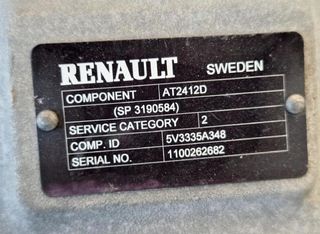 RENAULT SWEDEN
COMPONENT AT2412D
(SP 3190584)
SERVICE CATEGORY 2
COMP. ID 5V3335A348
SERIAL NO. 1100262682